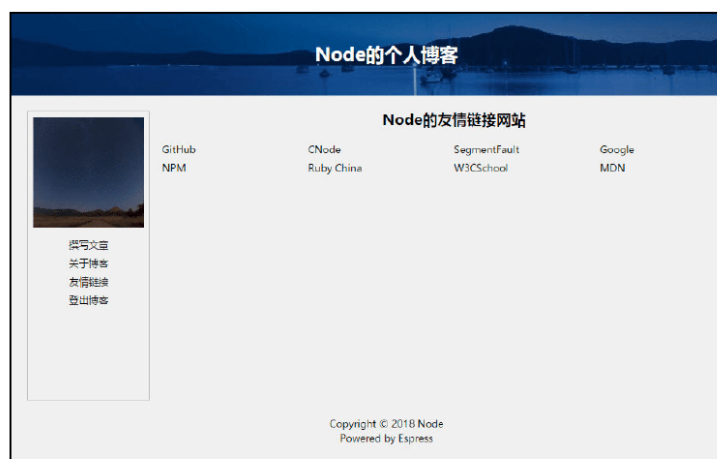 Node的个人博客
Node的友情链接网站
GitHub CNode SegmentFault Google
NPM Ruby China W3CSchool MDN
撰写文章
关于博客
友情链接
登出博客
Copyright © 2018 Node
Powered by Espress